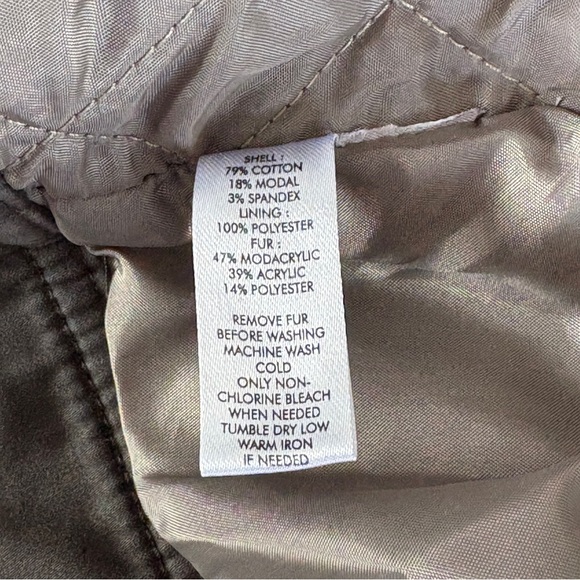 SHELL :
79% COTTON
18% MODAL
3% SPANDEX
LINING :
100% POLYESTER
FUR :
47% MODACRYLIC
39% ACRYLIC
14% POLYESTER
REMOVE FUR
BEFORE WASHING
MACHINE WASH
COLD
ONLY NON-
CHLORINE BLEACH
WHEN NEEDED
TUMBLE DRY LOW
WARM IRON
IF NEEDED